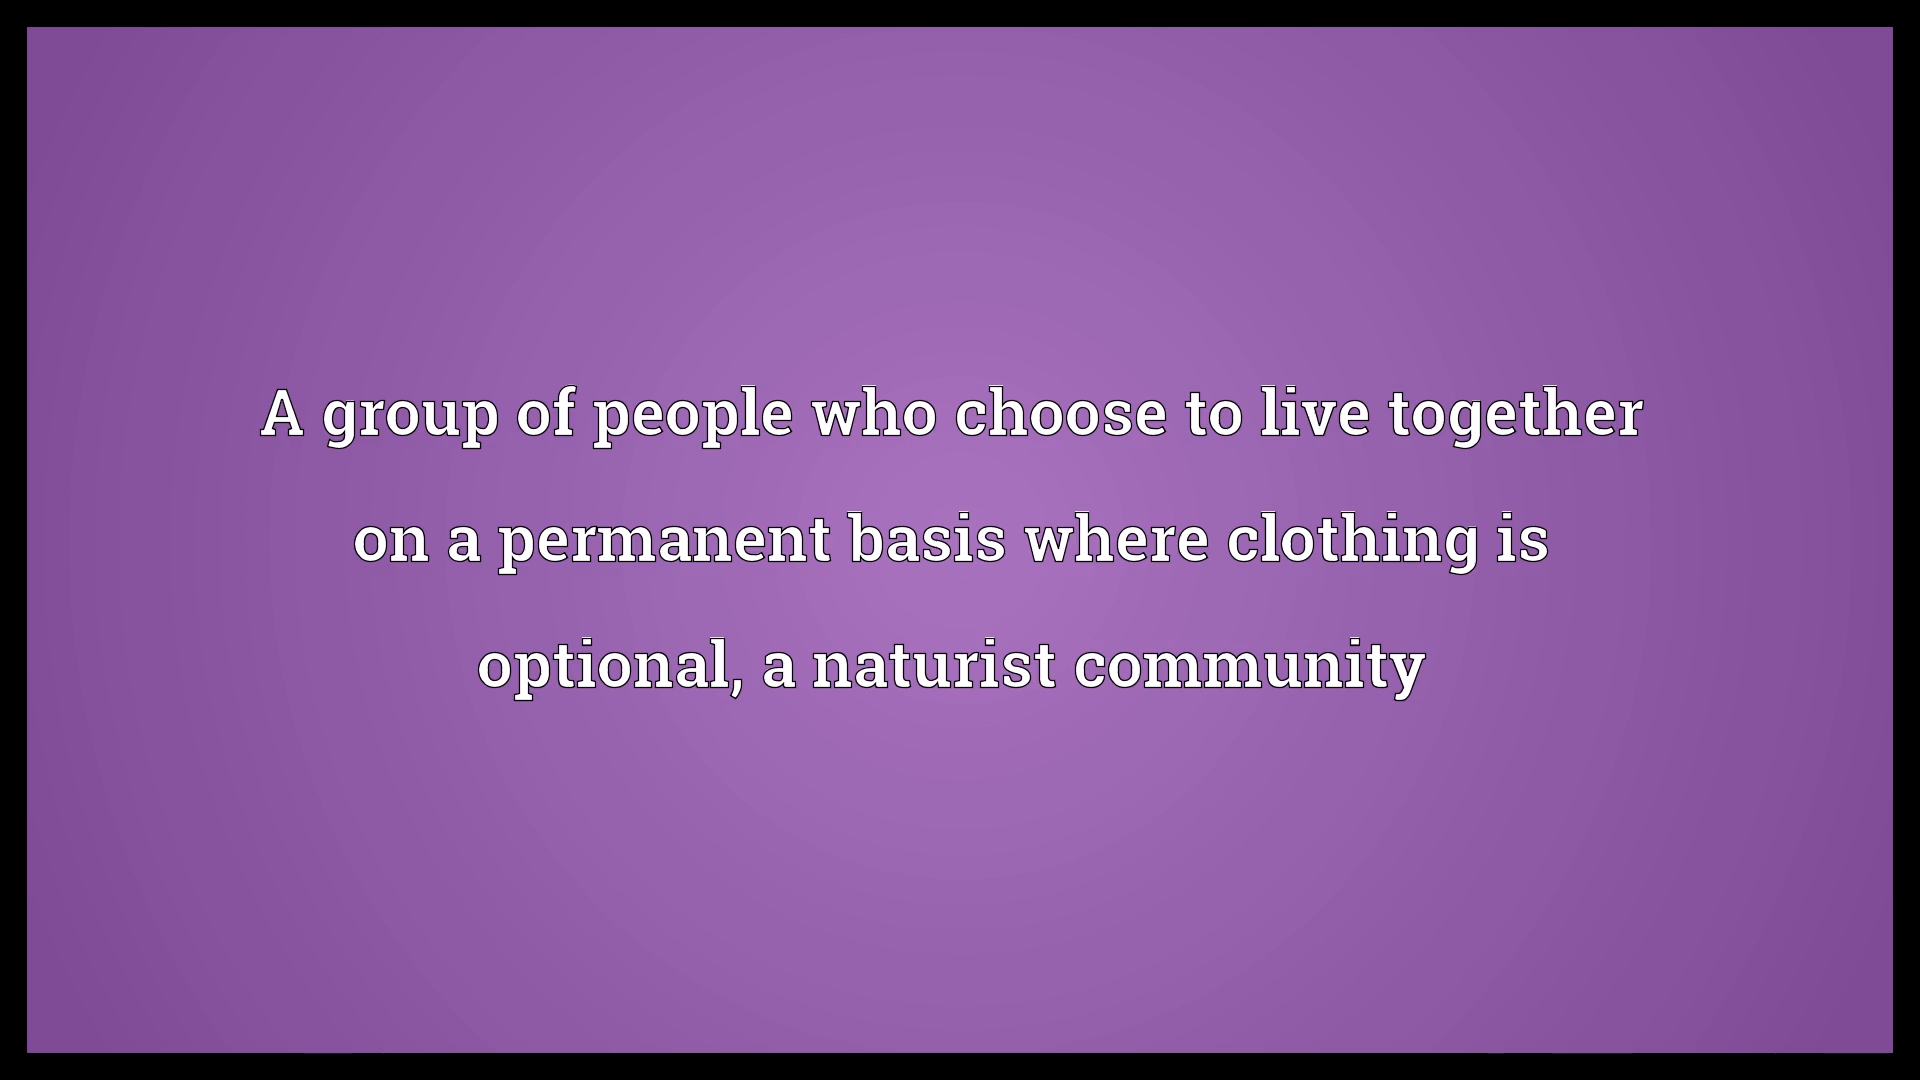 A group of people who choose to live together
on a permanent basis where clothing is
optional, a naturist community